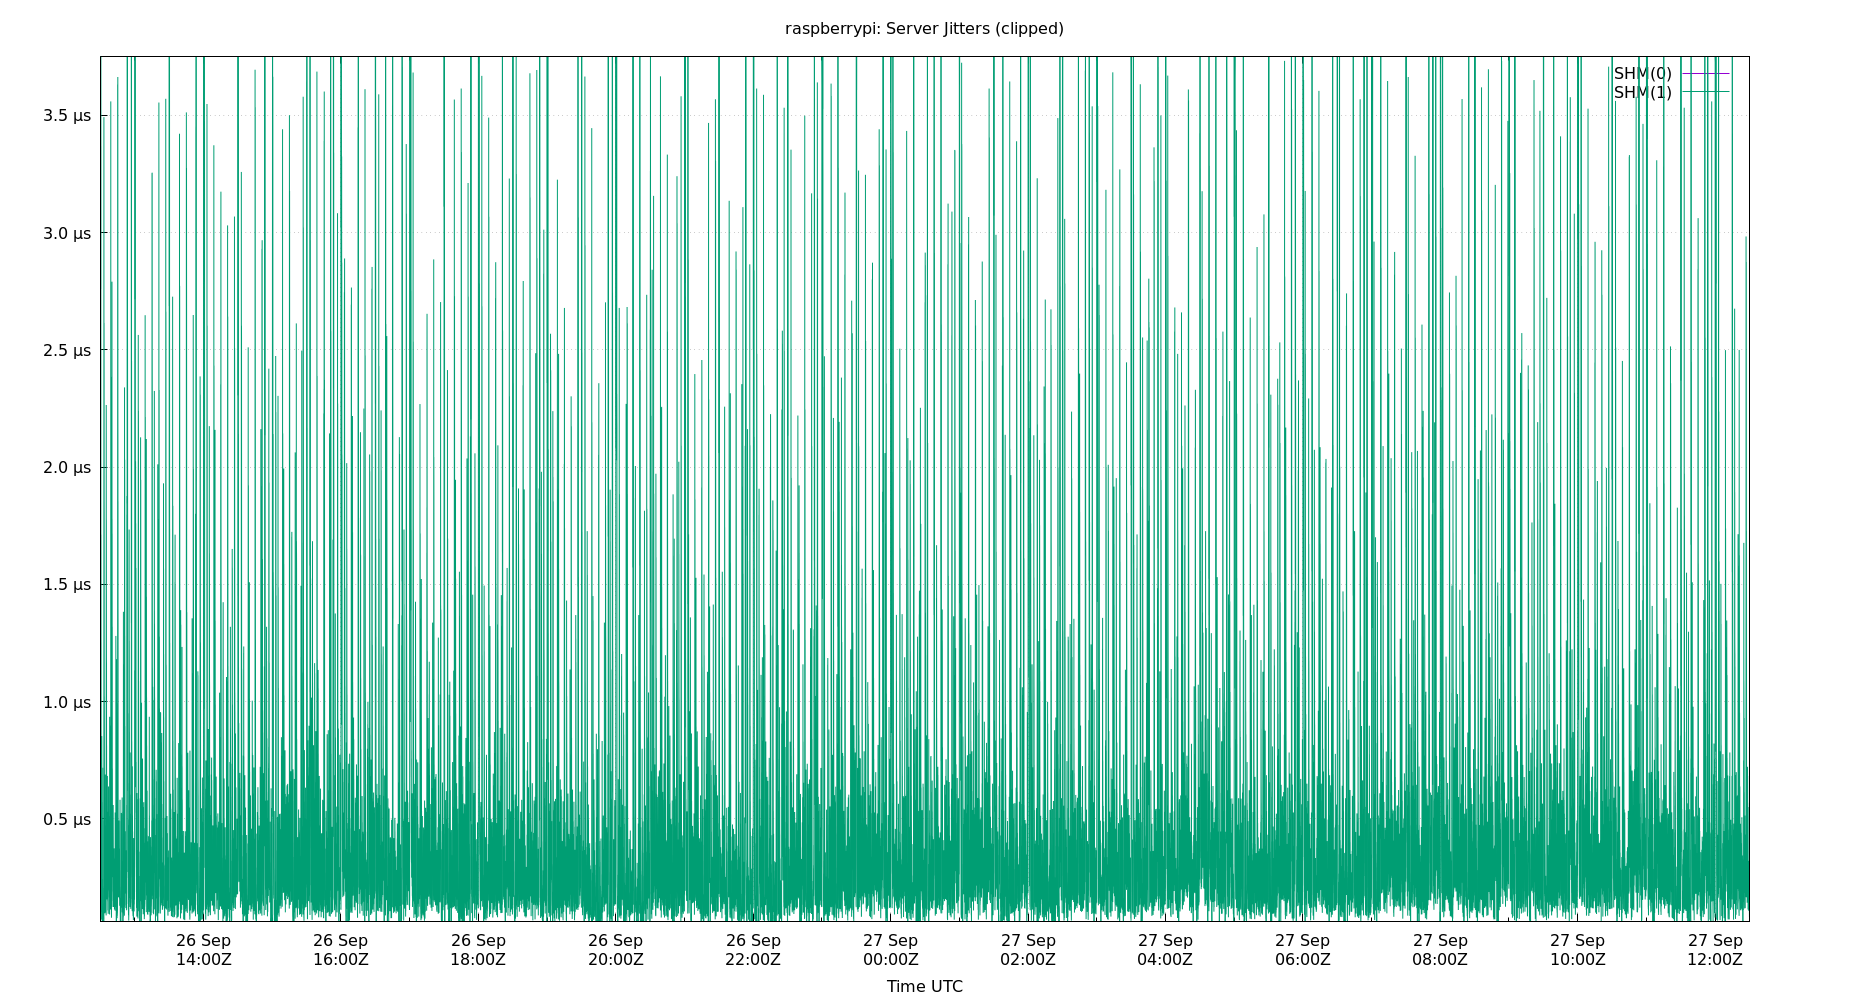 raspberrypi: Server Jitters (clipped)
SHM(0)
SHM(1)
3.5 µs
3.0 µs
2.5 µs
2.0 µs
1.5 µs
1.0 µs
0.5 µs
26 Sep 26 Sep 26 Sep 26 Sep 26 Sep 27 Sep 27 Sep 27 Sep 27 Sep 27 Sep 27 Sep 27 Sep
14:00Z 16:00Z 18:00Z 20:00Z 22:00Z 00:00Z 02:00Z 04:00Z 06:00Z 08:00Z 10:00Z 12:00Z
Time UTC